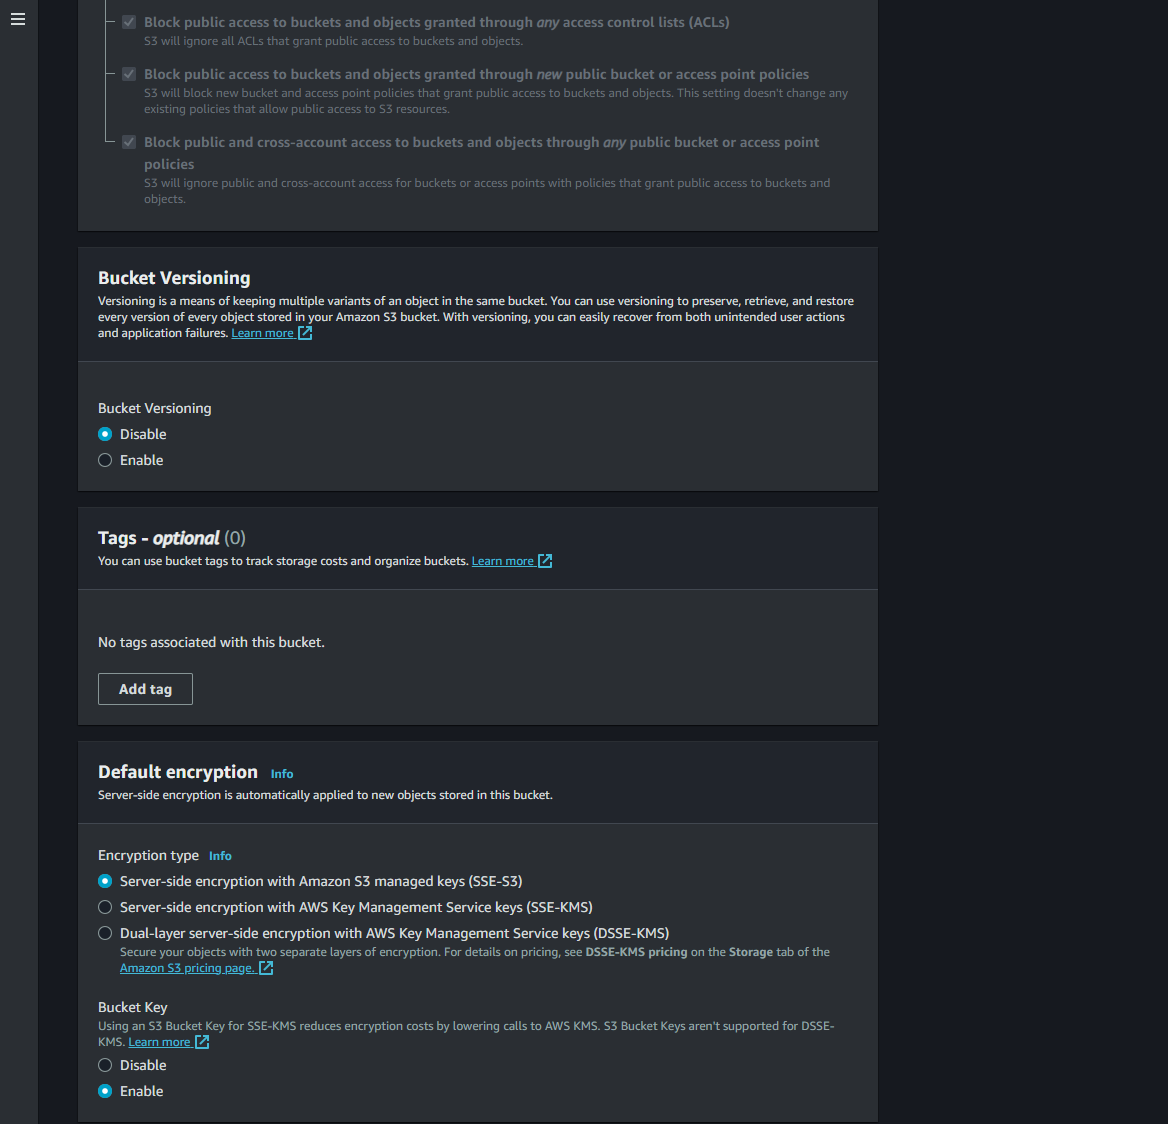 Block public access to buckets and objects granted through any access control lists (ACLs)
S3 will ignore all ACLs that grant public access to buckets and objects.
Block public access to buckets and objects granted through new public bucket or access point policies
S3 will block new bucket and access point policies that grant public access to buckets and objects. This setting doesn't change any
existing policies that allow public access to S3 resources.
Block public and cross-account access to buckets and objects through any public bucket or access point
policies
S3 will ignore public and cross-account access for buckets or access points with policies that grant public access to buckets and
objects.
Bucket Versioning
Versioning is a means of keeping multiple variants of an object in the same bucket. You can use versioning to preserve, retrieve, and restore
every version of every object stored in your Amazon S3 bucket. With versioning, you can easily recover from both unintended user actions
and application failures. Learn more
Bucket Versioning
Disable
Enable
Tags - optional (0)
You can use bucket tags to track storage costs and organize buckets. Learn more
No tags associated with this bucket.
Add tag
Default encryption Info
Server-side encryption is automatically applied to new objects stored in this bucket.
Encryption type Info
Server-side encryption with Amazon S3 managed keys (SSE-S3)
Server-side encryption with AWS Key Management Service keys (SSE-KMS)
Dual-layer server-side encryption with AWS Key Management Service keys (DSSE-KMS)
Secure your objects with two separate layers of encryption. For details on pricing, see DSSE-KMS pricing on the Storage tab of the
Amazon S3 pricing page.
Bucket Key
Using an S3 Bucket Key for SSE-KMS reduces encryption costs by lowering calls to AWS KMS. S3 Bucket Keys aren't supported for DSSE-
KMS. Learn more
Disable
Enable